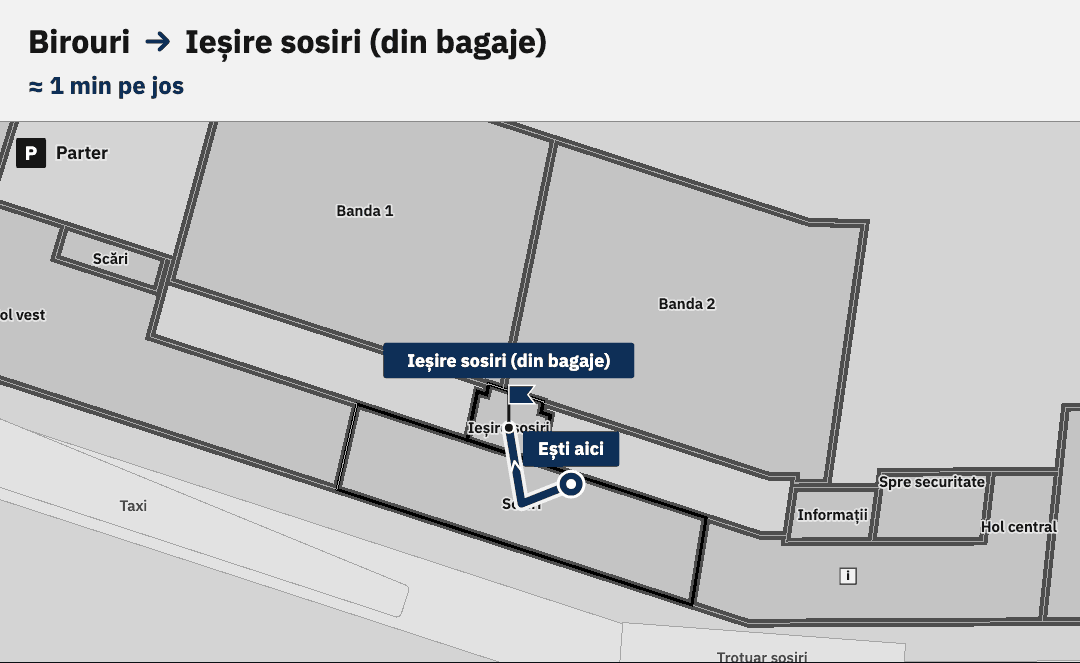 Birouri → Ieșire sosiri (din bagaje)
≈ 1 min pe jos
P Parter
Banda 1
Scări
Banda 2
ol vest
Ieșire sosiri (din bagaje)
Ieșire sosiri
Ești aici
Spre securitate
Taxi
Informații
Hol central
i
Trotuar sosiri